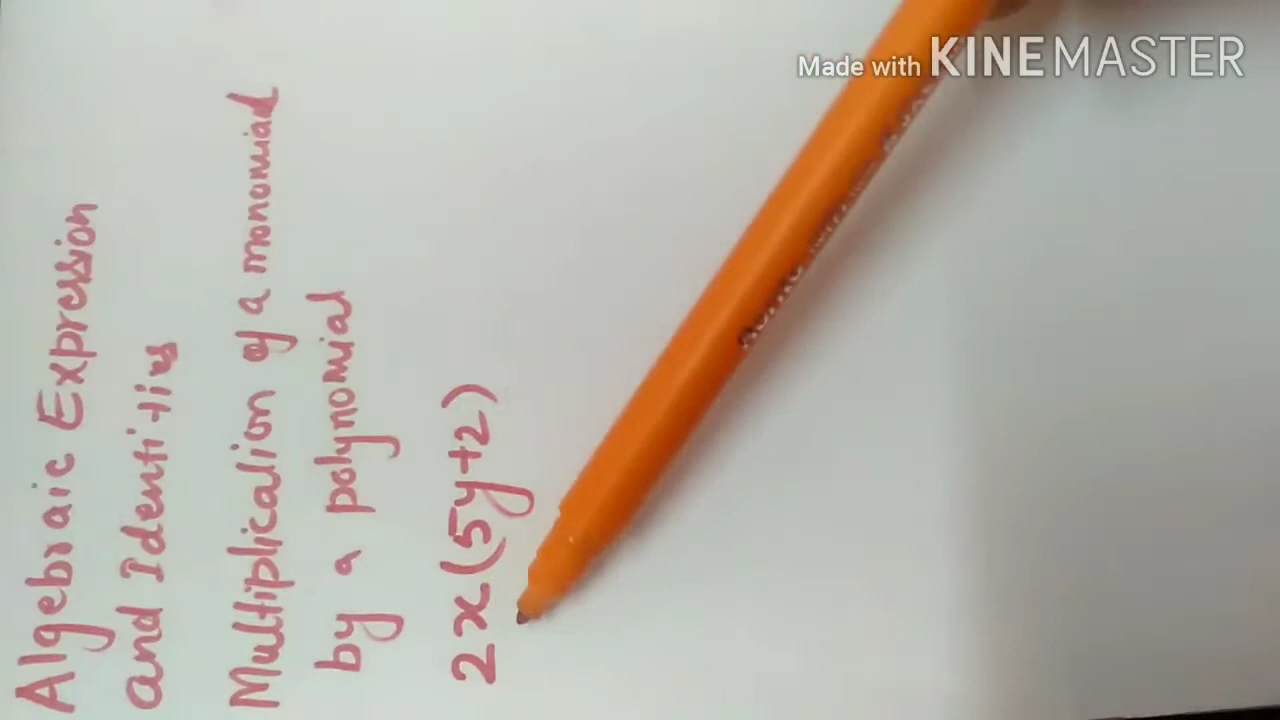 Algebraic Expression
and Identities
Multiplication of a monomial
by a polynomial
2x(5y+2)
Made with KINEMASTER